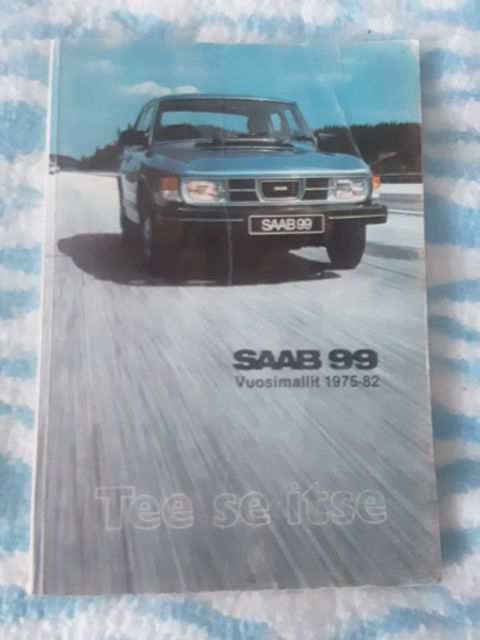 SAAB 99
SAAB 99
Vuosimallit 1975-82
Tee se itse